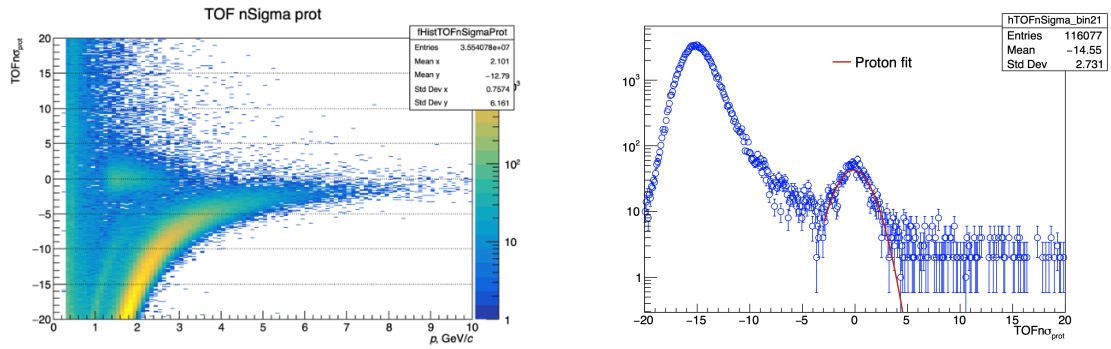 TOF nSigma prot
fHistTOFnSigmaProt
Entries 3.554078e+07
Mean x 2.101
Mean y −12.79
Std Dev x 0.7574
Std Dev y 6.161
TOFnσprot
20
15
10
5
0
−5
−10
−15
−20
0 1 2 3 4 5 6 7 8 9 10
p, GeV/c
3
10²
10
1
hTOFnSigma_bin21
Entries 116077
Mean −14.55
Std Dev 2.731
Proton fit
10³
10²
10
1
−20 −15 −10 −5 0 5 10 15 20
TOFnσprot